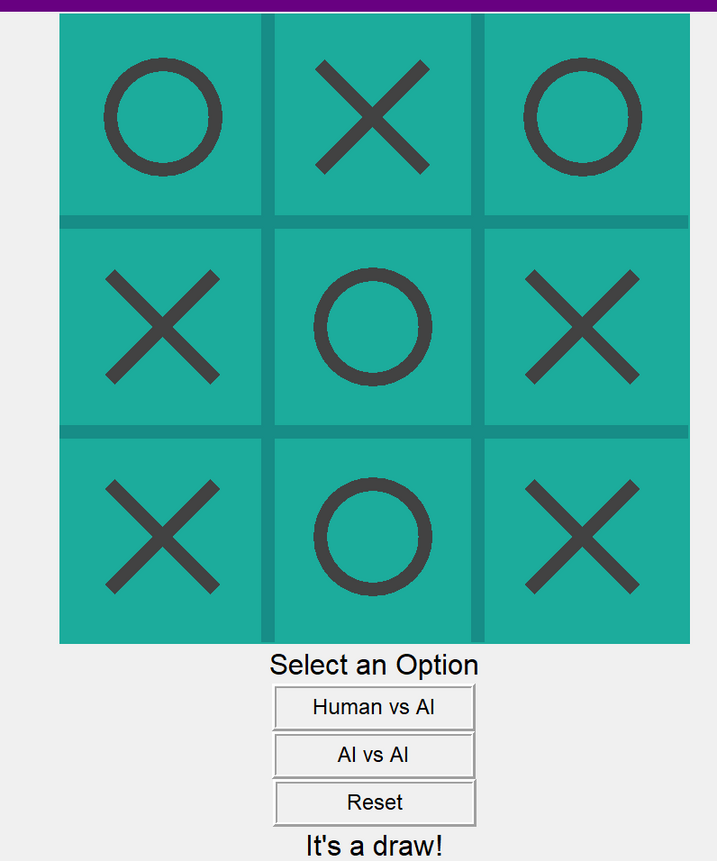 Select an Option
Human vs AI
AI vs AI
Reset
It's a draw!